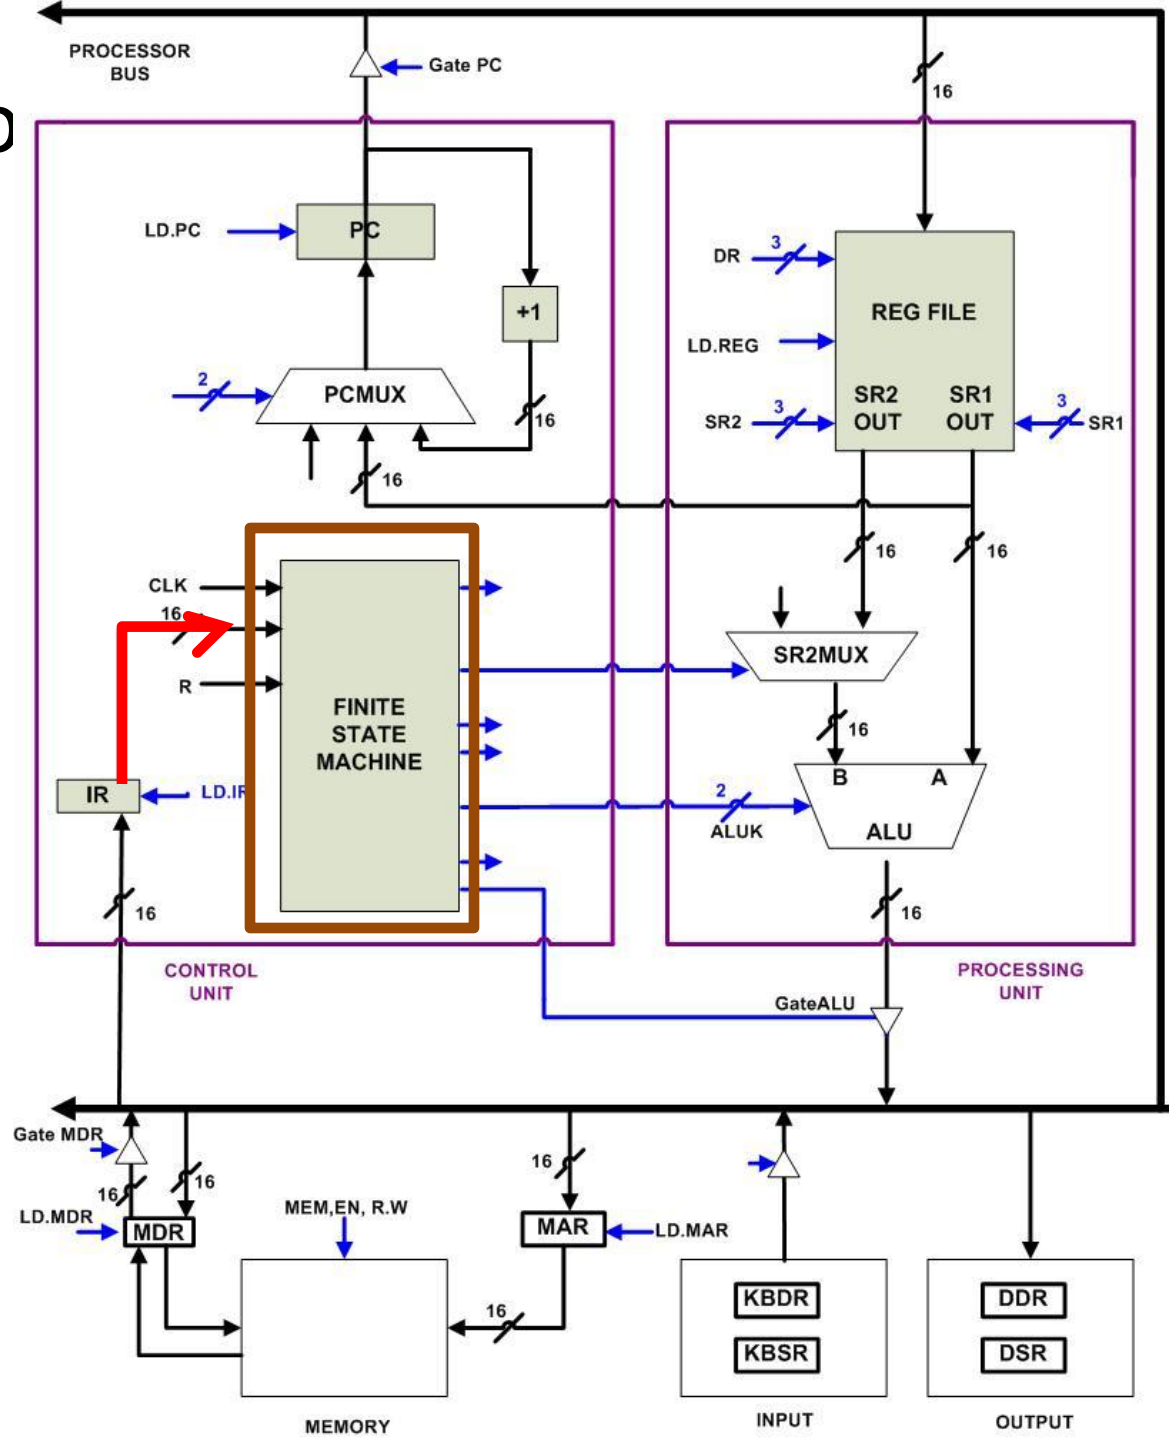 PROCESSOR
BUS
Gate PC
16
LD.PC
PC
+1
2
PCMUX
16
16
DR
3
REG FILE
LD.REG
SR2
OUT
SR1
OUT
SR2
3
3
SR1
16
16
CLK
16
R
FINITE
STATE
MACHINE
IR
LD.IR
SR2MUX
16
B
A
2
ALUK
ALU
16
16
CONTROL
UNIT
PROCESSING
UNIT
GateALU
Gate MDR
16
16
LD.MDR
MDR
MEM,EN, R.W
16
MAR
LD.MAR
16
KBDR
KBSR
DDR
DSR
MEMORY
INPUT
OUTPUT